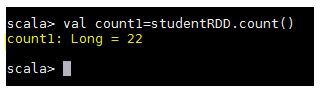 scala> val count1=studentRDD.count()
count1: Long = 22
scala>